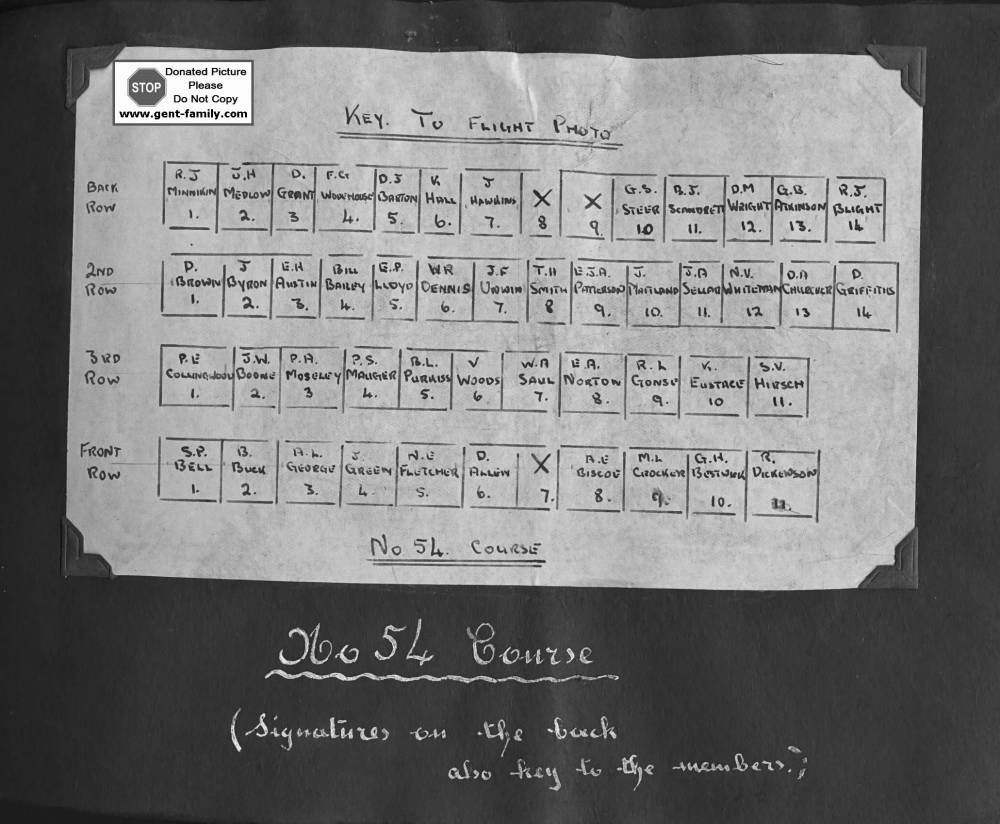 STOP
Donated Picture
Please
Do Not Copy
www.gent-family.com
KEY. TO FLIGHT PHOTO
BACK ROW
R.J MINNIKIN 1.
J.H MEDLOW 2.
D. GRANT 3
F.G WOODHOUSE 4.
D.J BARTON 5.
K HALL 6.
J HAWKINS 7.
X 8
X 9.
G.S. STEER 10
B.J. SCANDRETT 11.
D.M WRIGHT 12.
G.B. ATKINSON 13.
R.J. BLIGHT 14
2ND ROW
D. BROWN 1.
J BYRON 2.
E.H AUSTIN 3.
BILL BAILEY 4.
E.P. LLOYD 5.
WR DENNIS 6.
J.F UNWIN 7.
T.H SMITH 8
E.J.A. PATTERSON 9.
J. MAITLAND 10.
J.A SELLAR 11.
N.V. WHITEMAN 12
D.A CHURCHER 13
D. GRIFFITHS 14
3RD ROW
P.E COLLINGWOOD 1.
J.W. BOONE 2.
P.A. MOSELEY 3
P.S. MAUGER 4.
B.L. PURKISS 5.
V WOODS 6
W.A SAUL 7.
E.A. NORTON 8.
R.L 9.
K. EUSTACE 10
S.V. HIRSCH 11.
FRONT ROW
S.P. BELL 1.
B. BUCK 2.
A.L. GEORGE 3.
J. GREEN 4.
N.E FLETCHER 5.
D. ALLEN 6.
X 7.
A.E BISCOE 8.
M.L CROCKER 9.
G.H. BESTWICK 10.
R. DICKENSON 11.
No 54. COURSE
No 54 Course
(Signatures on the back
also key to the members.)